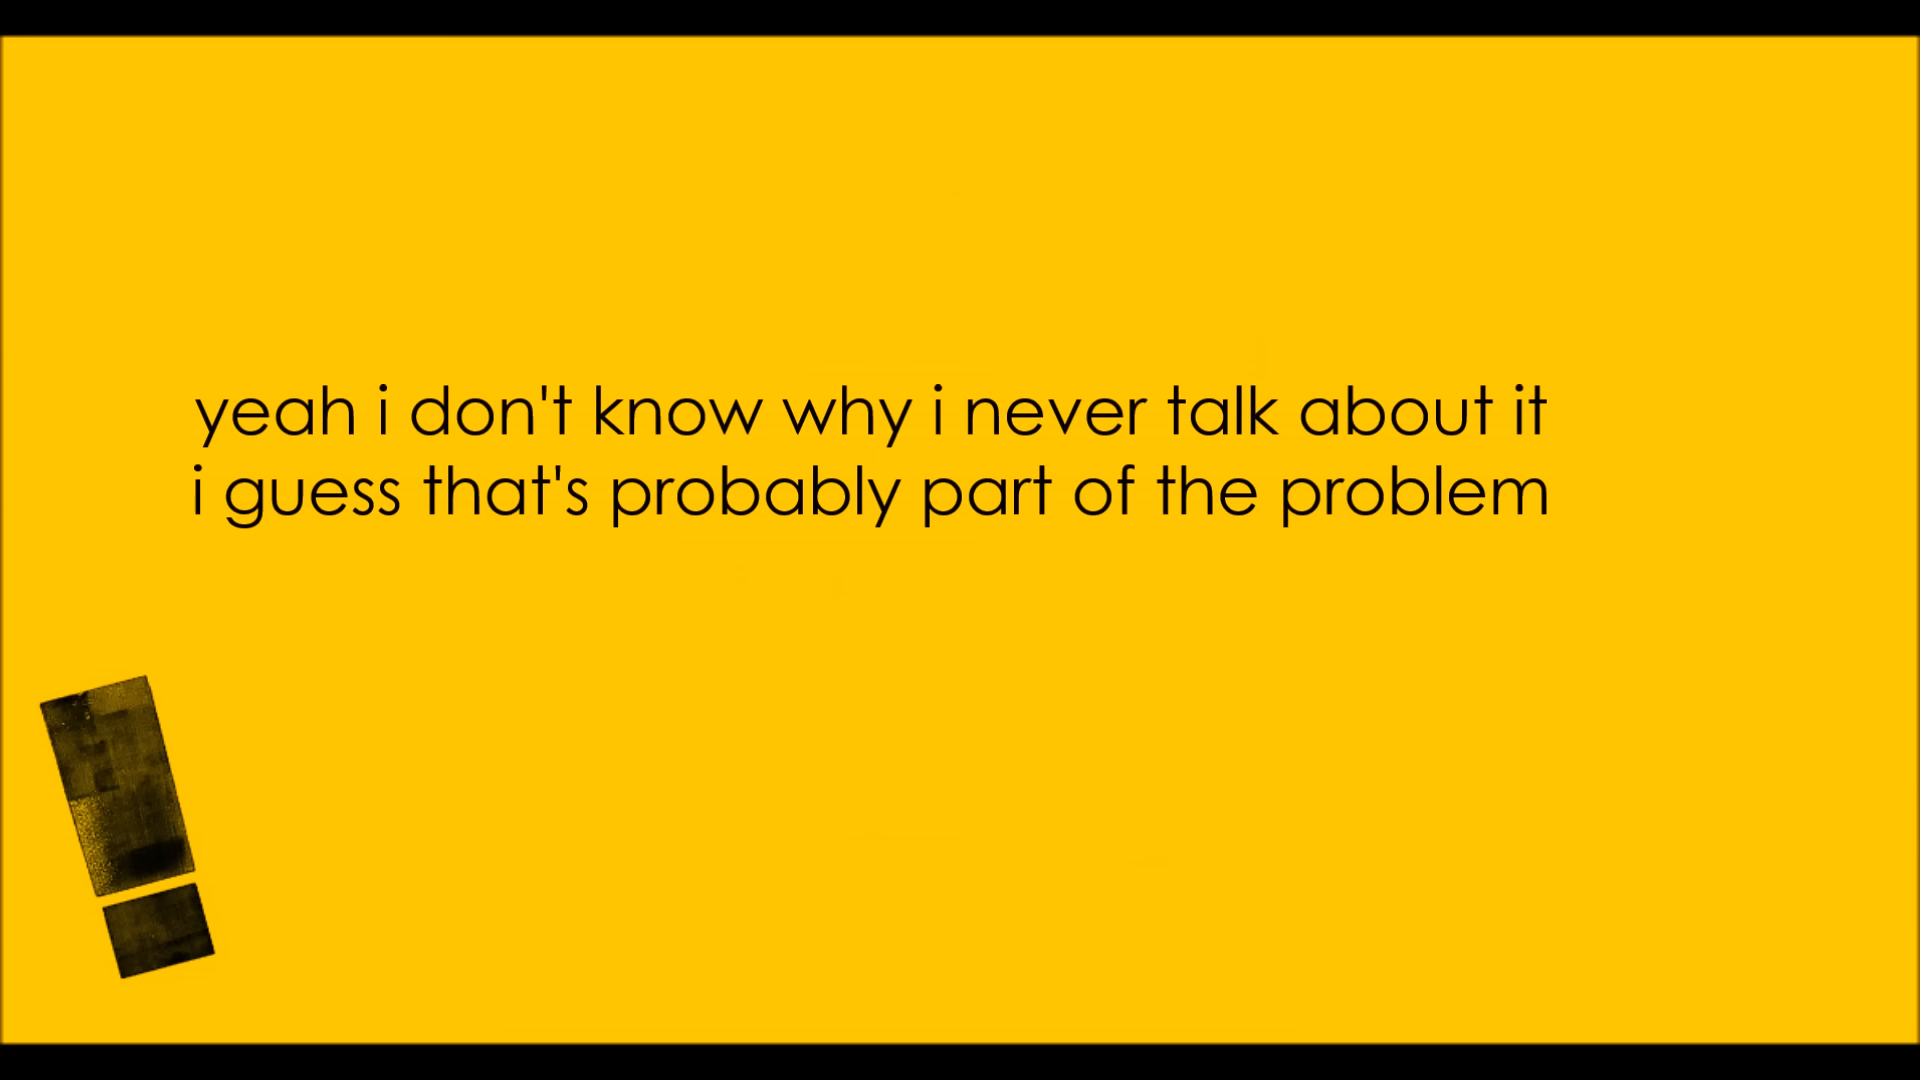 yeah i don't know why i never talk about it
i guess that's probably part of the problem
!